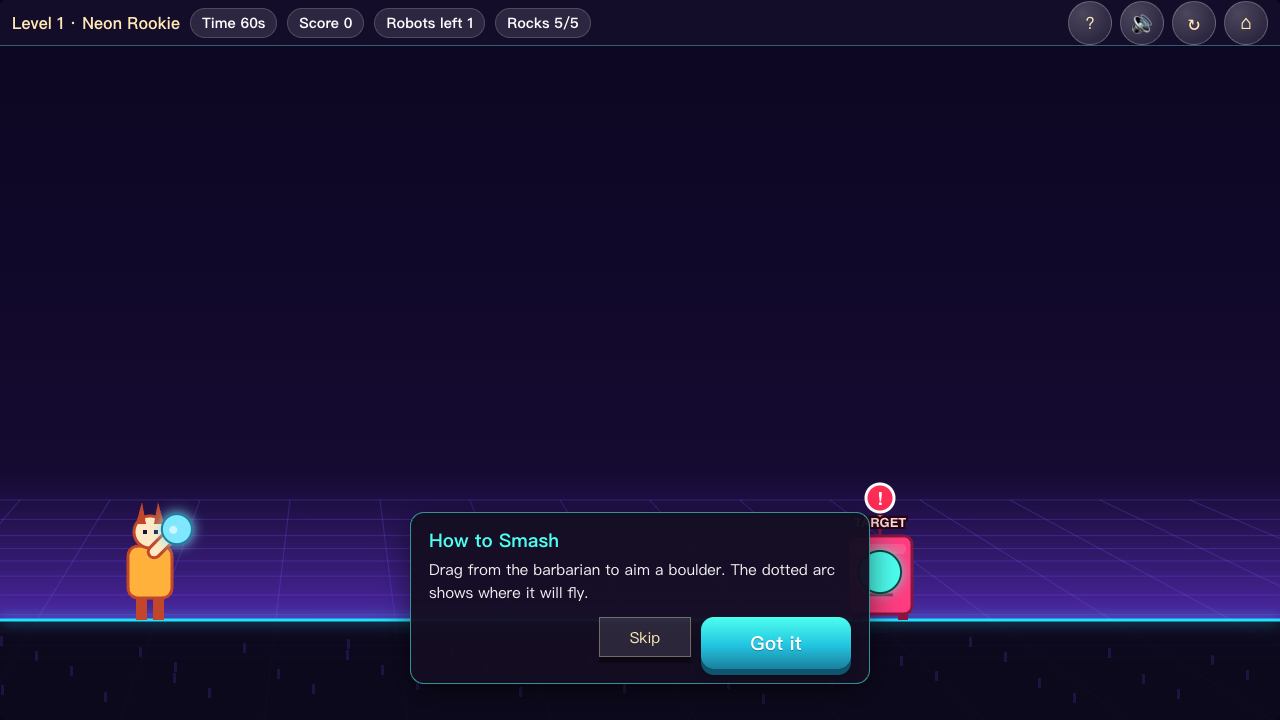 Level 1 · Neon Rookie
Time 60s
Score 0
Robots left 1
Rocks 5/5
?
!
ARGET
How to Smash
Drag from the barbarian to aim a boulder. The dotted arc
shows where it will fly.
Skip
Got it